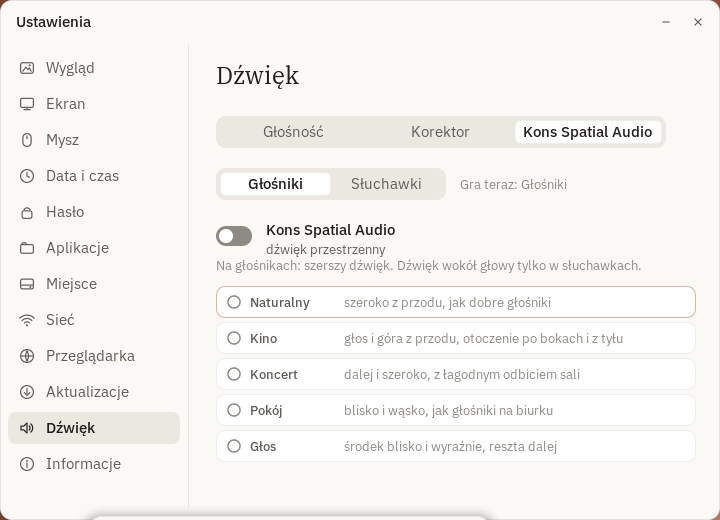 Ustawienia
Wygląd
Ekran
Mysz
Data i czas
Hasło
Aplikacje
Miejsce
Sieć
Przeglądarka
Aktualizacje
Dźwięk
Informacje
Dźwięk
Głośność Korektor Kons Spatial Audio
Głośniki Słuchawki Gra teraz: Głośniki
Kons Spatial Audio
dźwięk przestrzenny
Na głośnikach: szerszy dźwięk. Dźwięk wokół głowy tylko w słuchawkach.
Naturalny szeroko z przodu, jak dobre głośniki
Kino głos i góra z przodu, otoczenie po bokach i z tyłu
Koncert dalej i szeroko, z łagodnym odbiciem sali
Pokój blisko i wąsko, jak głośniki na biurku
Głos środek blisko i wyraźnie, reszta dalej